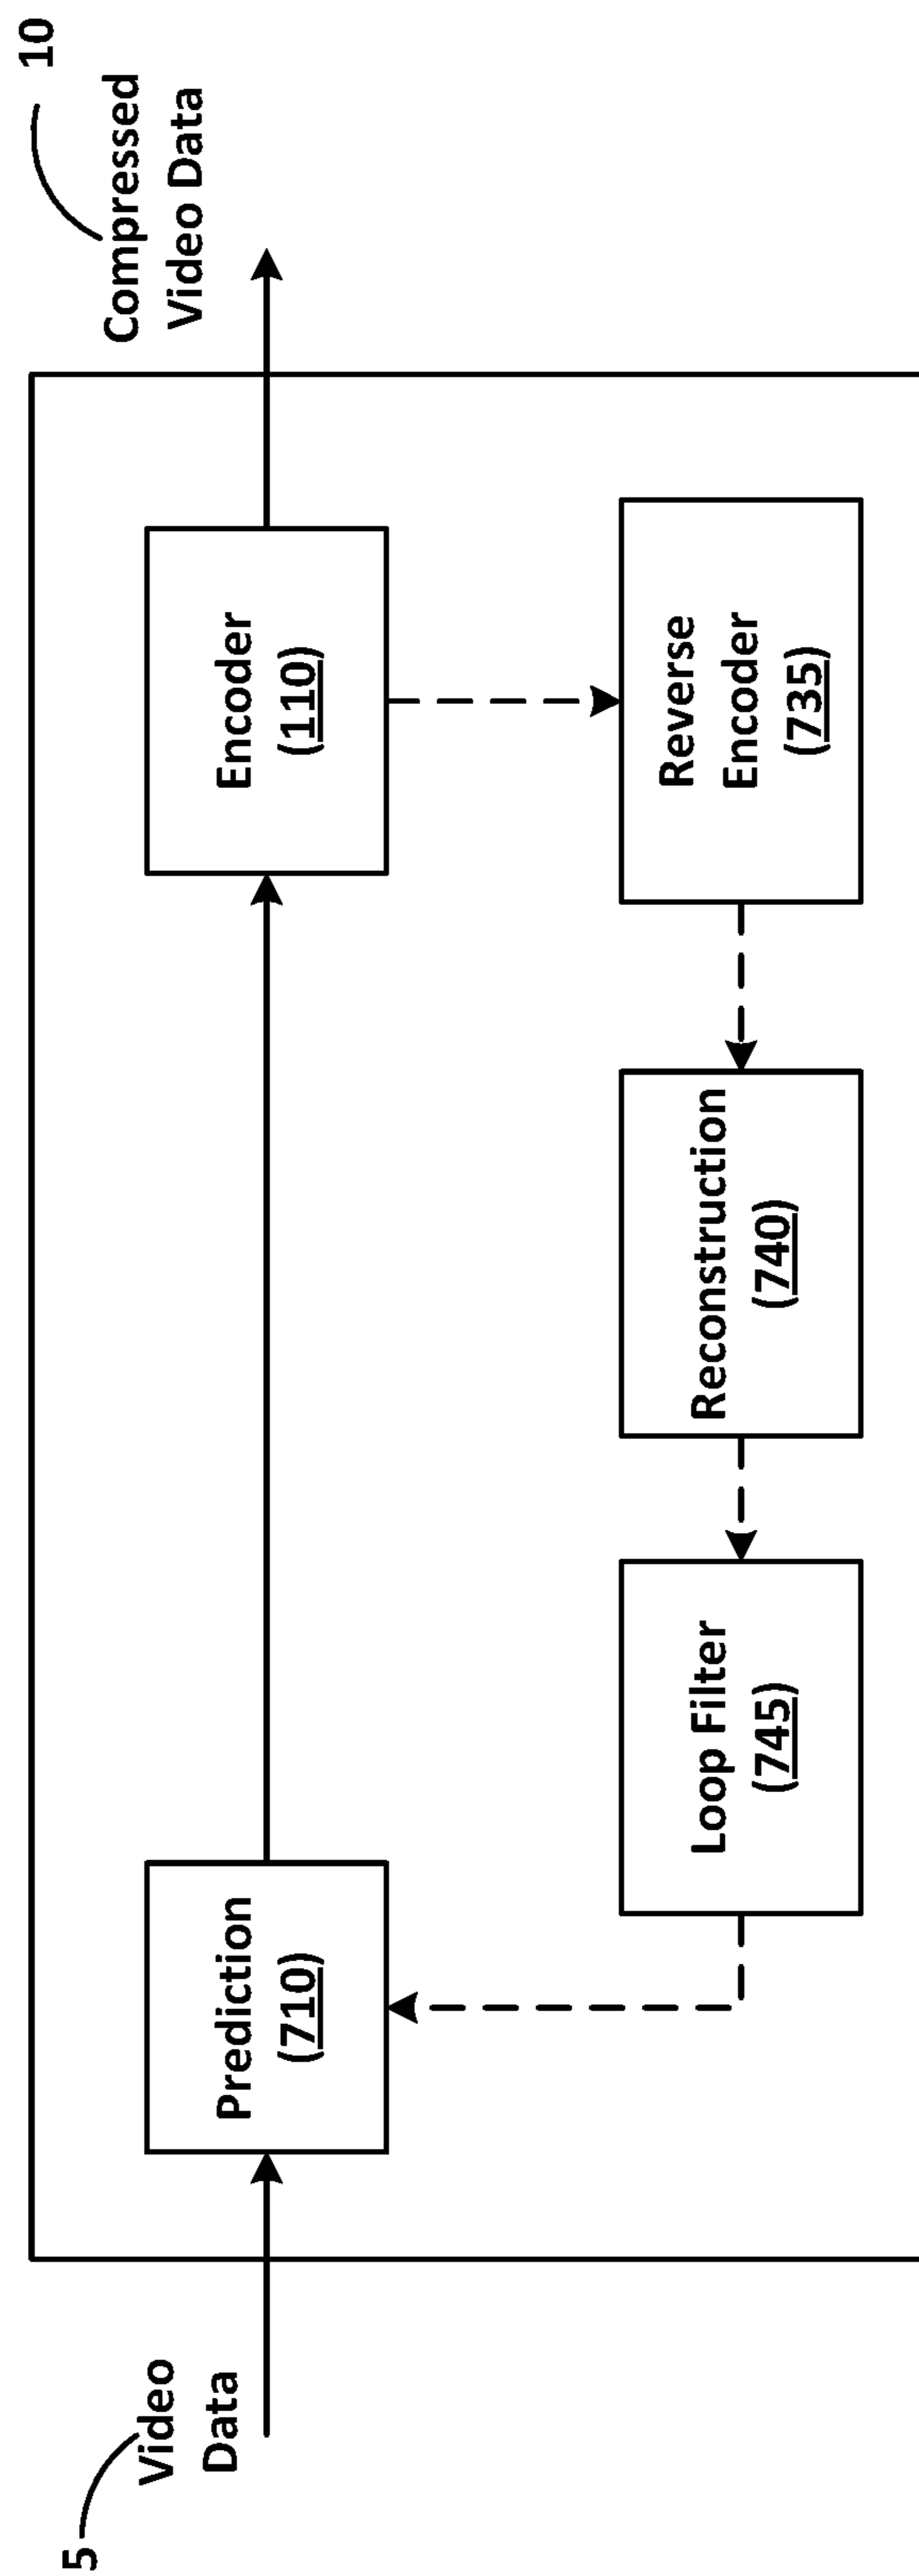 5
Video
Data
Prediction
(710)
Encoder
(110)
10
Compressed
Video Data
Loop Filter
(745)
Reconstruction
(740)
Reverse
Encoder
(735)